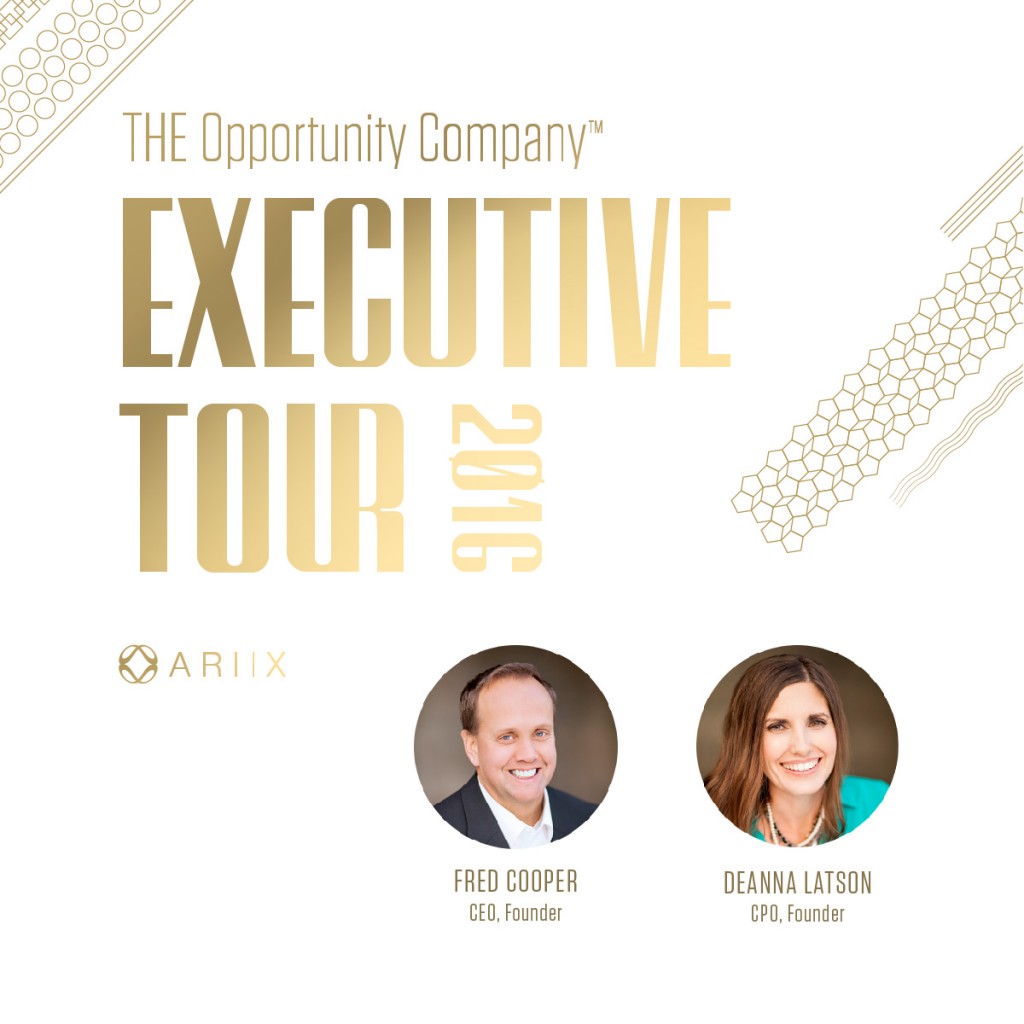 THE Opportunity Company™
EXECUTIVE
TOUR 2016
ARIIX
FRED COOPER
CEO, Founder
DEANNA LATSON
CPO, Founder